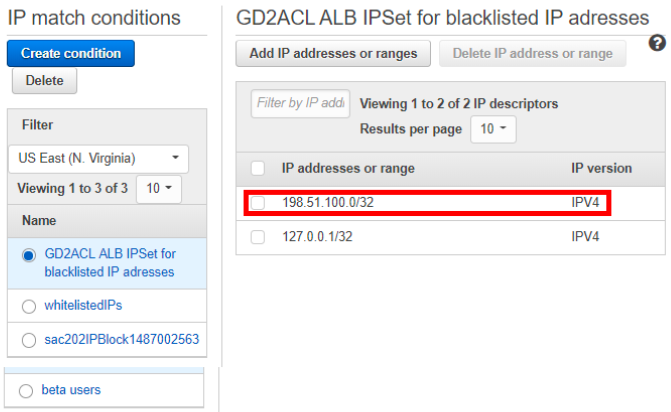 IP match conditions
Create condition
Delete
Filter
US East (N. Virginia)
Viewing 1 to 3 of 3 10
Name
GD2ACL ALB IPSet for
blacklisted IP adresses
whitelistedIPs
sac202IPBlock1487002563
beta users
GD2ACL ALB IPSet for blacklisted IP adresses
Add IP addresses or ranges Delete IP address or range
?
Filter by IP addr Viewing 1 to 2 of 2 IP descriptors
Results per page 10
IP addresses or range IP version
198.51.100.0/32 IPV4
127.0.0.1/32 IPV4